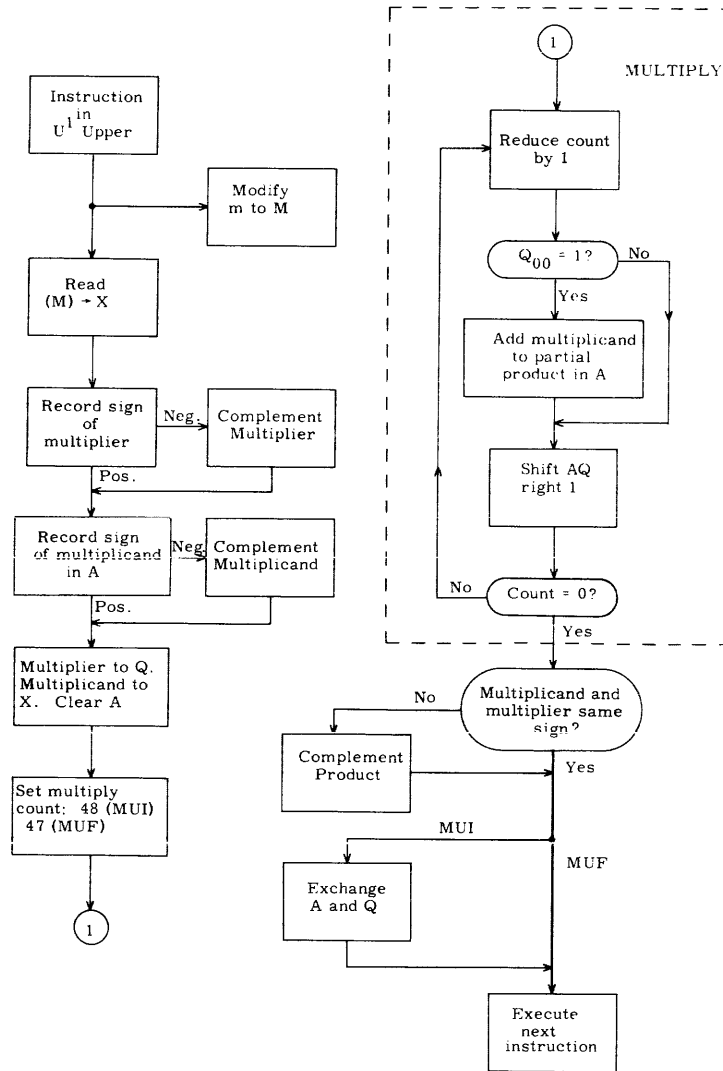 Instruction
in
U¹ Upper
Modify
m to M
Read
(M) → X
Record sign
of
multiplier
Neg.
Complement
Multiplier
Pos.
Record sign
of multiplicand
in A
Neg.
Complement
Multiplicand
Pos.
Multiplier to Q.
Multiplicand to
X. Clear A
Set multiply
count: 48 (MUI)
47 (MUF)
1
1
MULTIPLY
Reduce count
by 1
Q₀₀ = 1?
No
Yes
Add multiplicand
to partial
product in A
Shift AQ
right 1
Count = 0?
No
Yes
Multiplicand and
multiplier same
sign?
No
Complement
Product
Yes
MUI
MUF
Exchange
A and Q
Execute
next
instruction